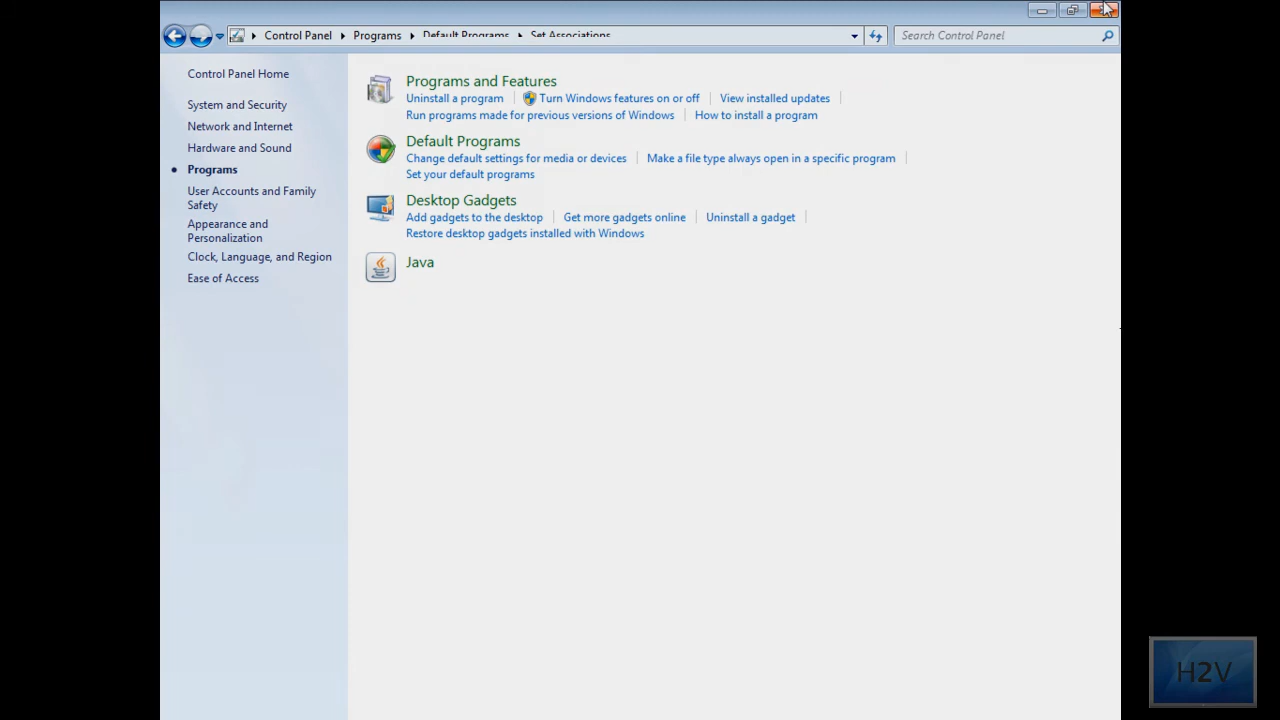 Control Panel Programs Default Programs Set Associations Search Control Panel
Control Panel Home
System and Security
Network and Internet
Hardware and Sound
Programs
User Accounts and Family
Safety
Appearance and
Personalization
Clock, Language, and Region
Ease of Access
Programs and Features
Uninstall a program Turn Windows features on or off View installed updates
Run programs made for previous versions of Windows How to install a program
Default Programs
Change default settings for media or devices Make a file type always open in a specific program
Set your default programs
Desktop Gadgets
Add gadgets to the desktop Get more gadgets online Uninstall a gadget
Restore desktop gadgets installed with Windows
Java
H2V